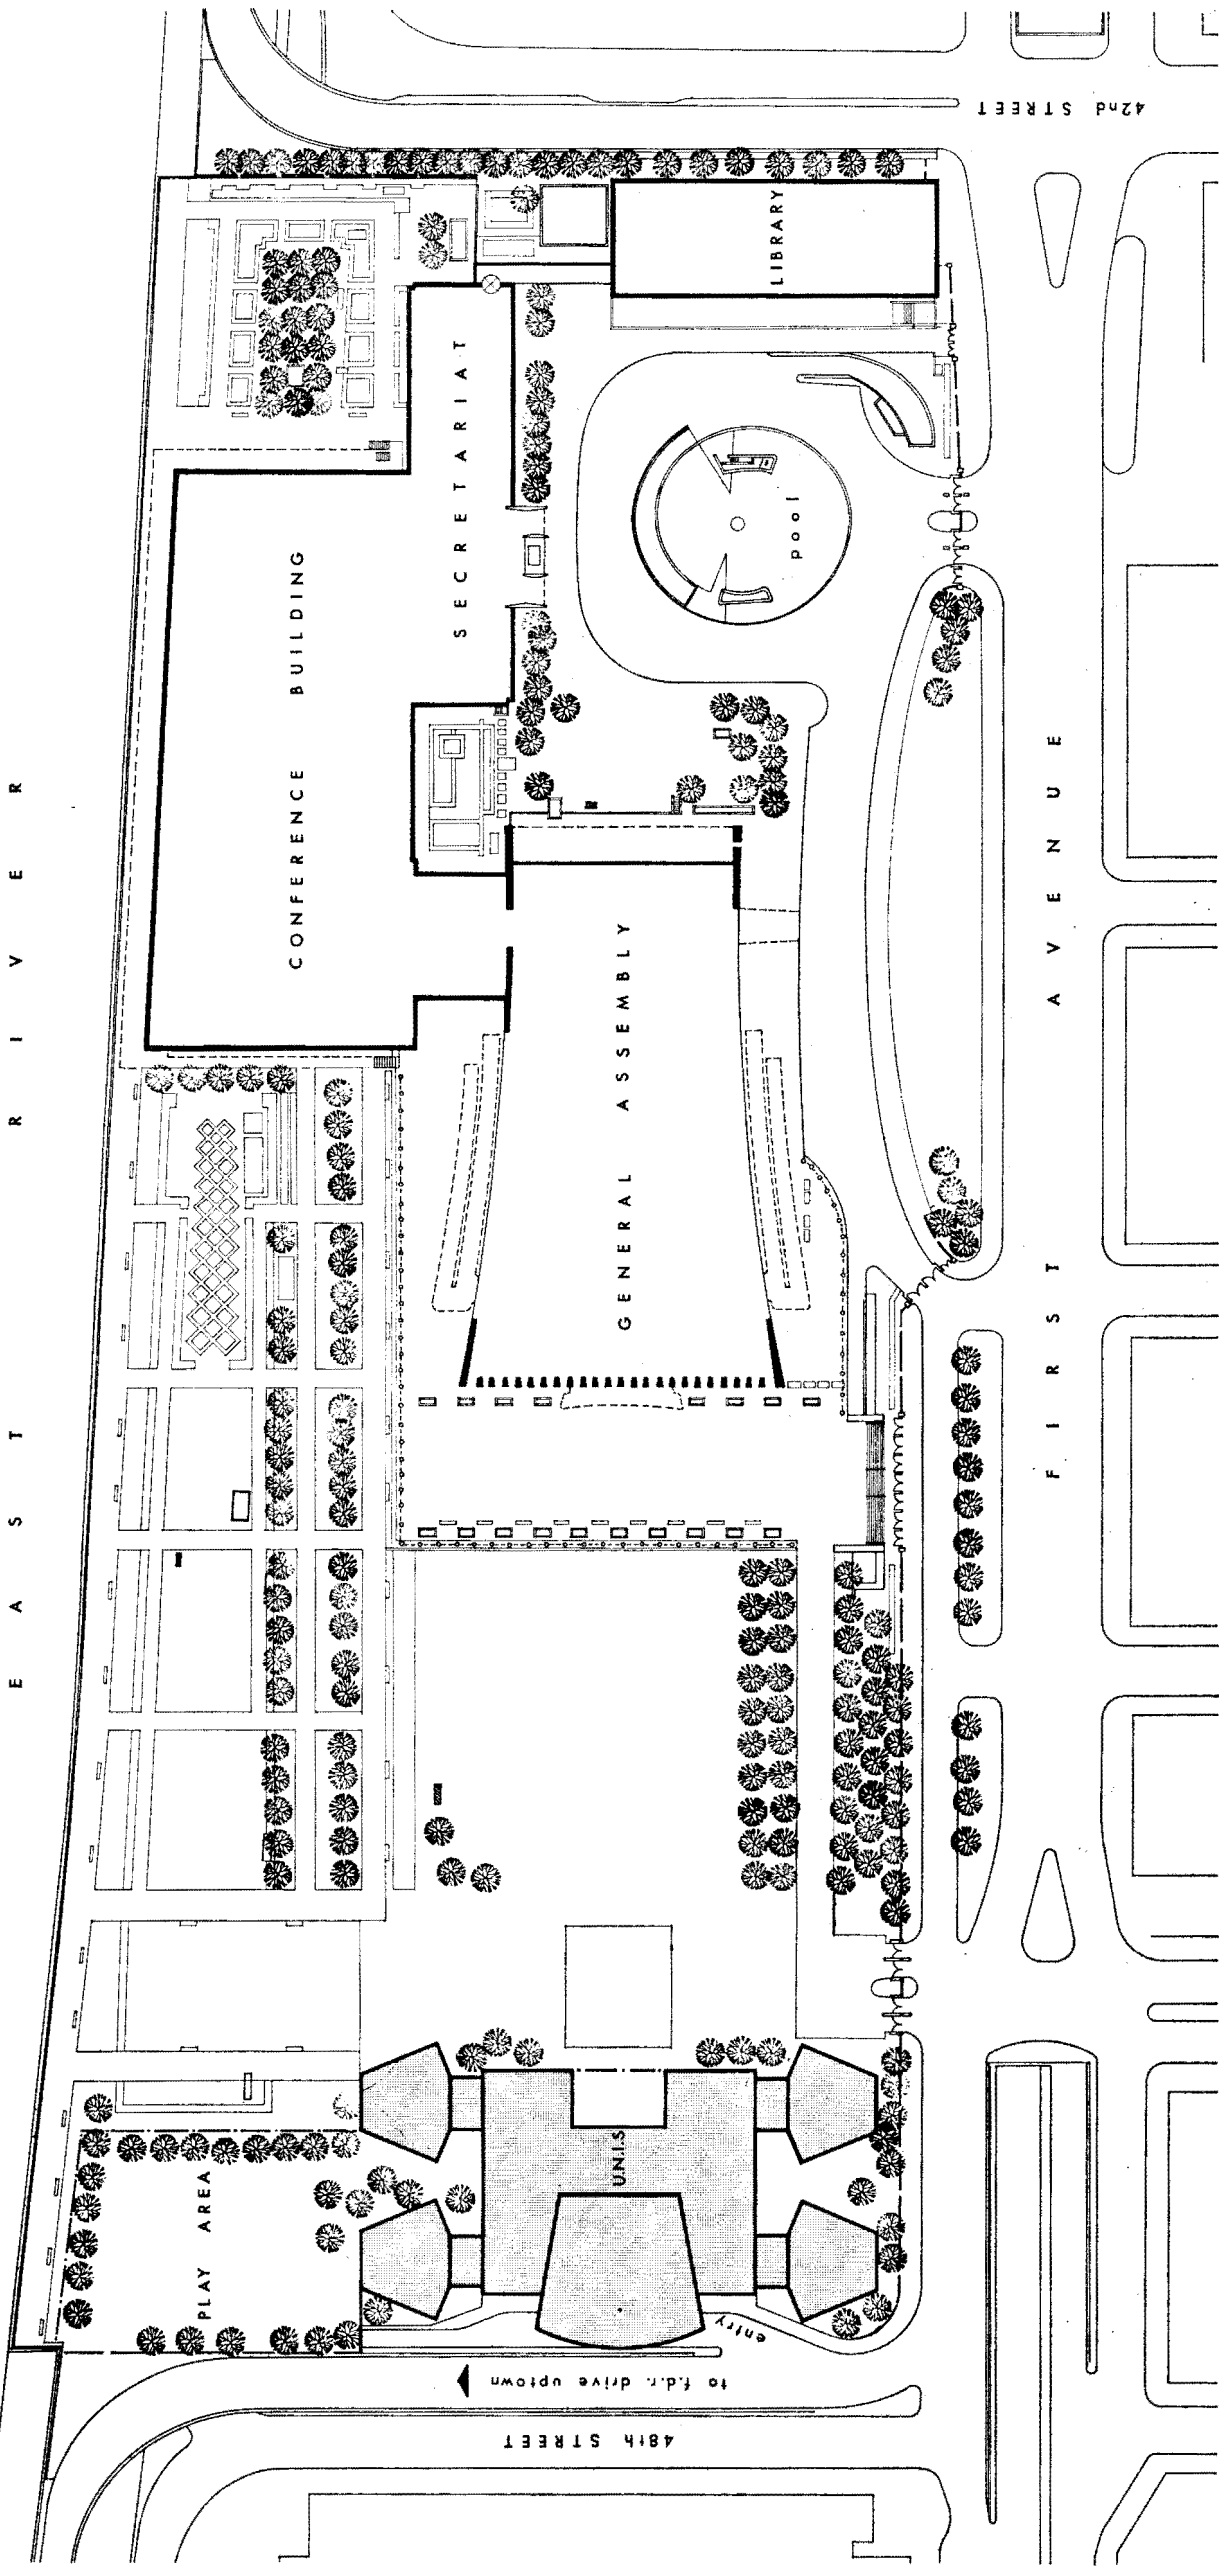 42nd STREET
LIBRARY
SECRETARIAT
pool
CONFERENCE BUILDING
EAST RIVER
GENERAL ASSEMBLY
FIRST AVENUE
U.N.I.S
PLAY AREA
entry
to f.d.r. drive uptown
48th STREET